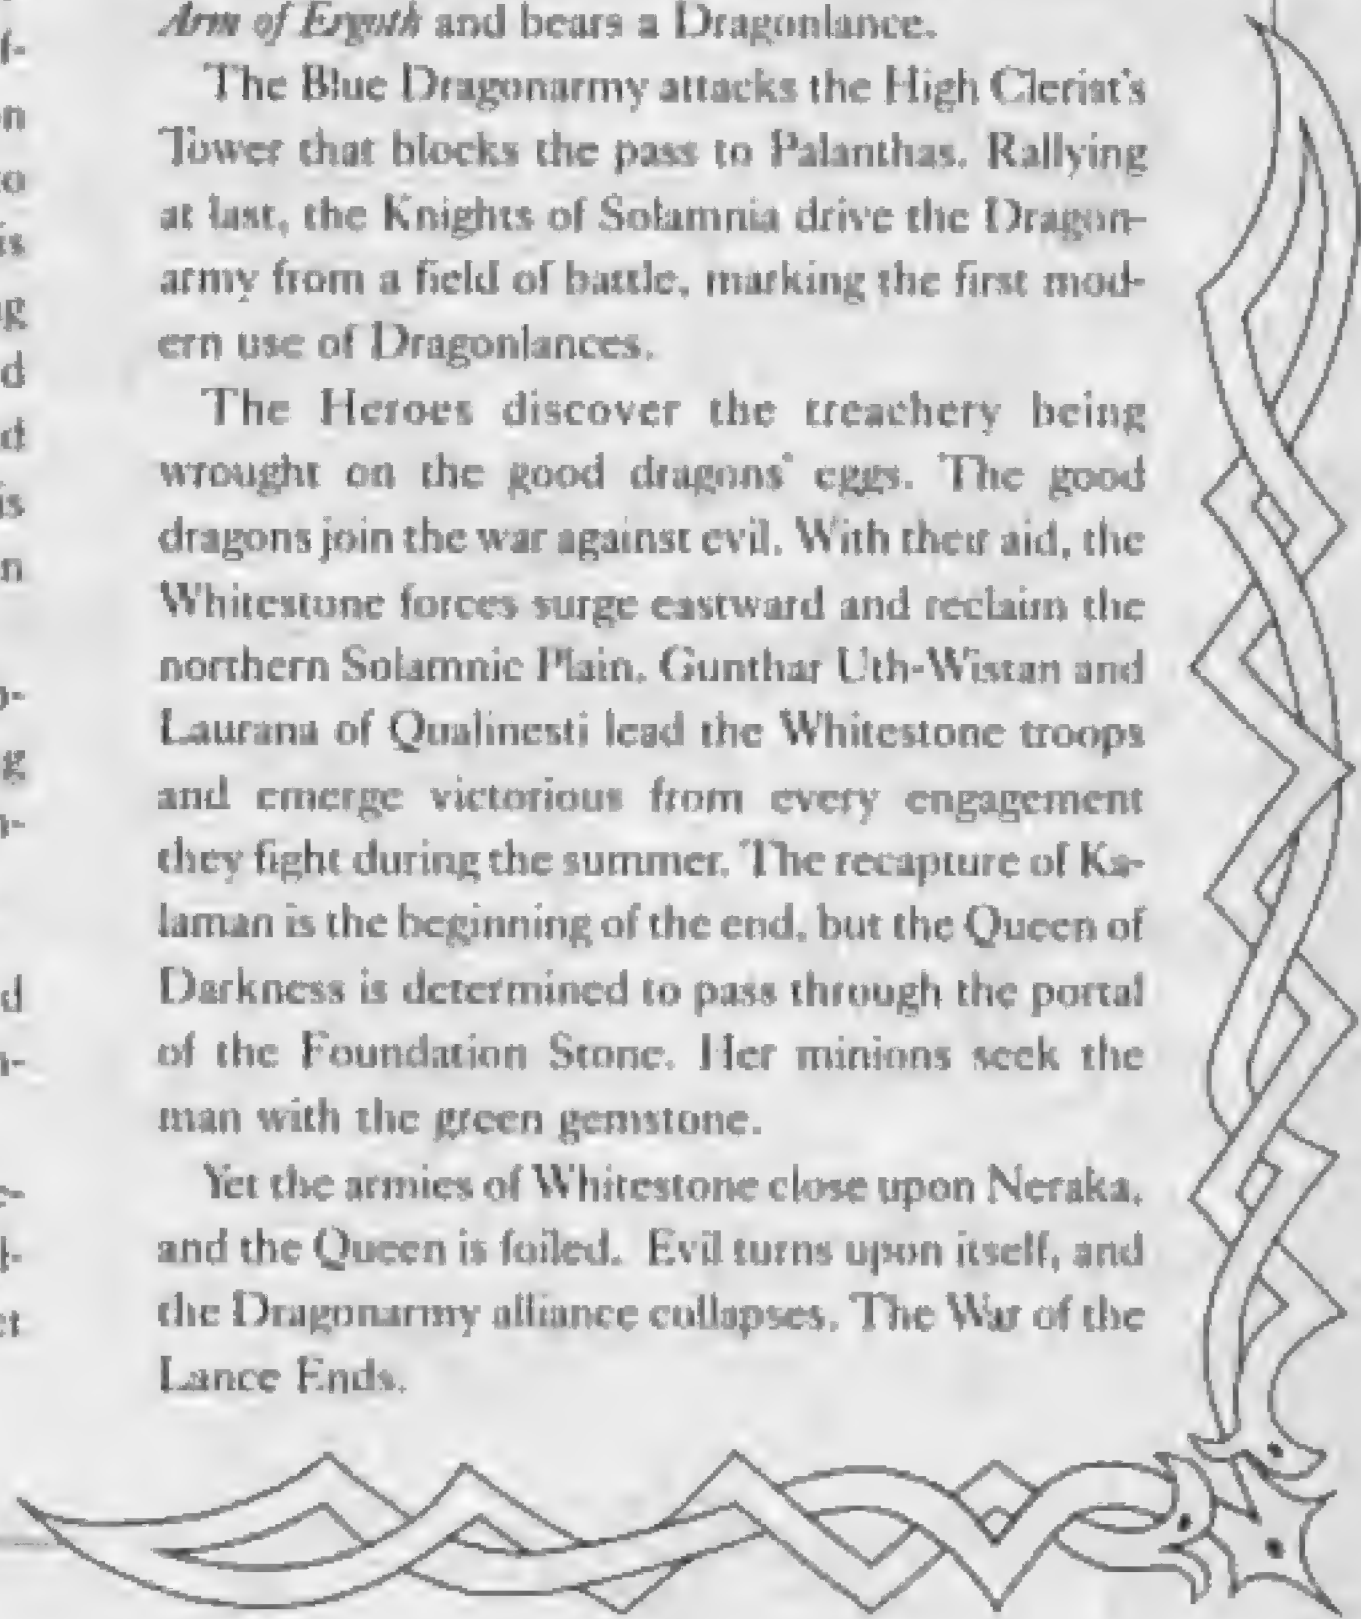 Arm of Ergoth and bears a Dragonlance.
The Blue Dragonarmy attacks the High Clerist's
Tower that blocks the pass to Palanthas. Rallying
at last, the Knights of Solamnia drive the Dragon-
army from a field of battle, marking the first mod-
ern use of Dragonlances.
The Heroes discover the treachery being
wrought on the good dragons' eggs. The good
dragons join the war against evil. With their aid, the
Whitestone forces surge eastward and reclaim the
northern Solamnic Plain. Gunthar Uth-Wistan and
Laurana of Qualinesti lead the Whitestone troops
and emerge victorious from every engagement
they fight during the summer. The recapture of Ka-
laman is the beginning of the end, but the Queen of
Darkness is determined to pass through the portal
of the Foundation Stone. Her minions seek the
man with the green gemstone.
Yet the armies of Whitestone close upon Neraka,
and the Queen is foiled. Evil turns upon itself, and
the Dragonarmy alliance collapses. The War of the
Lance Ends.